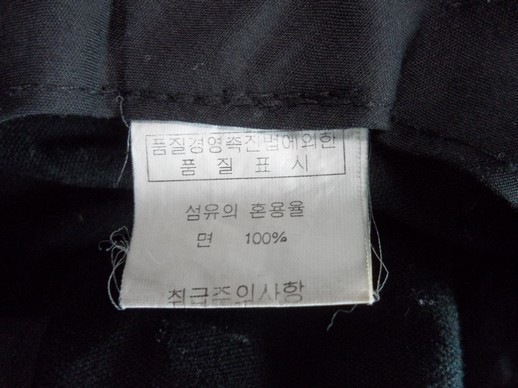 품질경영촉진법에의한
품 질 표 시
섬유의 혼용율
면 100%
취급주의사항